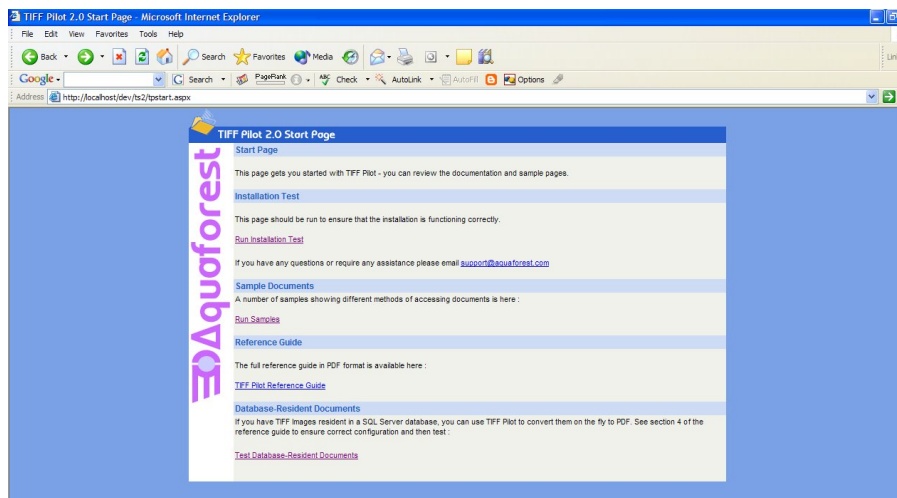 TIFF Pilot 2.0 Start Page - Microsoft Internet Explorer
File Edit View Favorites Tools Help
Back Search Favorites Media
Google Search PageRank Check AutoLink AutoFill Options
Address http://localhost/dev/ts2/tpstart.aspx
TIFF Pilot 2.0 Start Page
Aquaforest
Start Page
This page gets you started with TIFF Pilot - you can review the documentation and sample pages.
Installation Test
This page should be run to ensure that the installation is functioning correctly.
Run Installation Test
If you have any questions or require any assistance please email support@aquaforest.com
Sample Documents
A number of samples showing different methods of accessing documents is here :
Run Samples
Reference Guide
The full reference guide in PDF format is available here :
TIFF Pilot Reference Guide
Database-Resident Documents
If you have TIFF Images resident in a SQL Server database, you can use TIFF Pilot to convert them on the fly to PDF. See section 4 of the
reference guide to ensure correct configuration and then test :
Test Database-Resident Documents